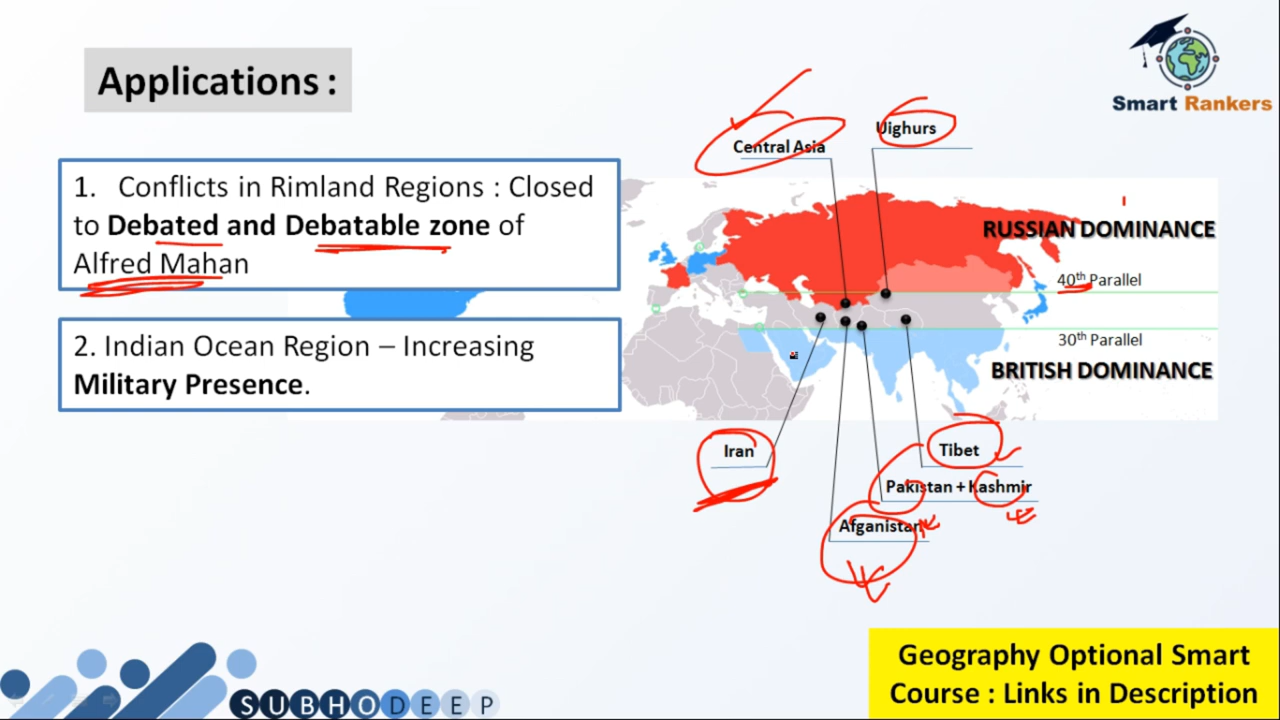 Applications :
Smart Rankers
1. Conflicts in Rimland Regions : Closed
to Debated and Debatable zone of
Alfred Mahan
2. Indian Ocean Region – Increasing
Military Presence.
Central Asia
Uighurs
RUSSIAN DOMINANCE
40th Parallel
30th Parallel
BRITISH DOMINANCE
Iran
Tibet
Pakistan + Kashmir
Afganistan
Geography Optional Smart
Course : Links in Description
SUBHODEEP